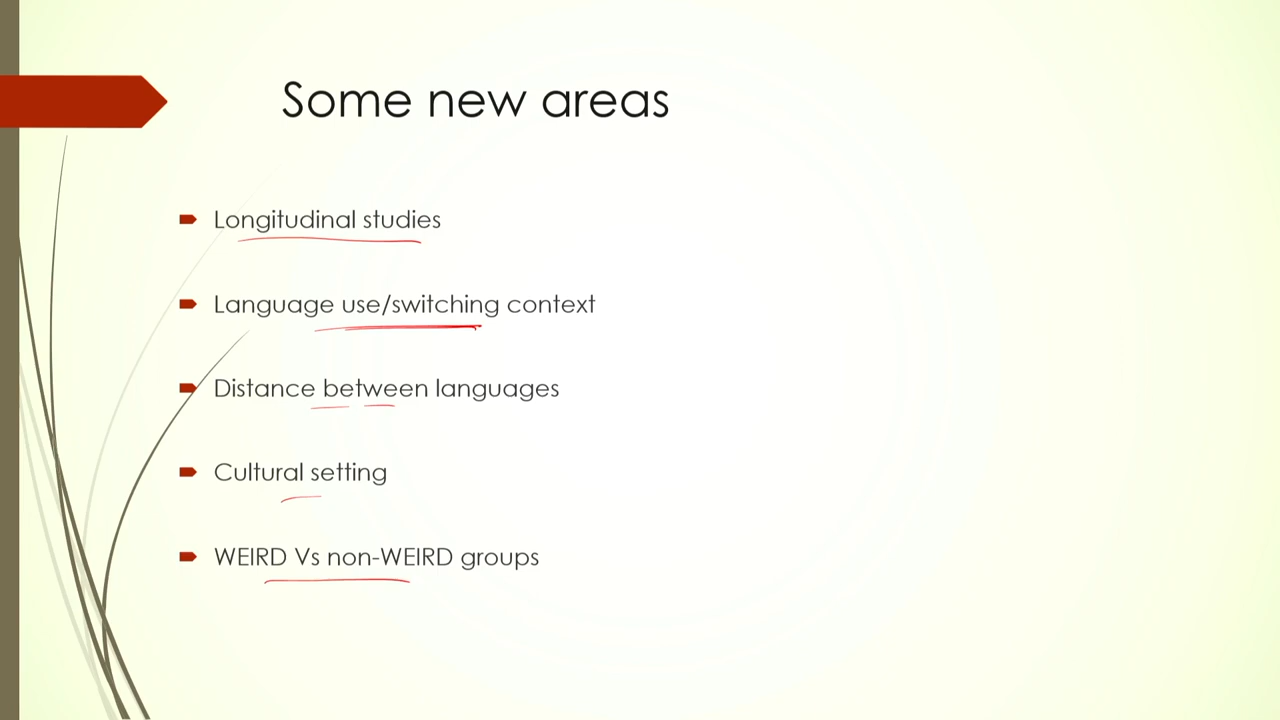 Some new areas
Longitudinal studies
Language use/switching context
Distance between languages
Cultural setting
WEIRD Vs non-WEIRD groups